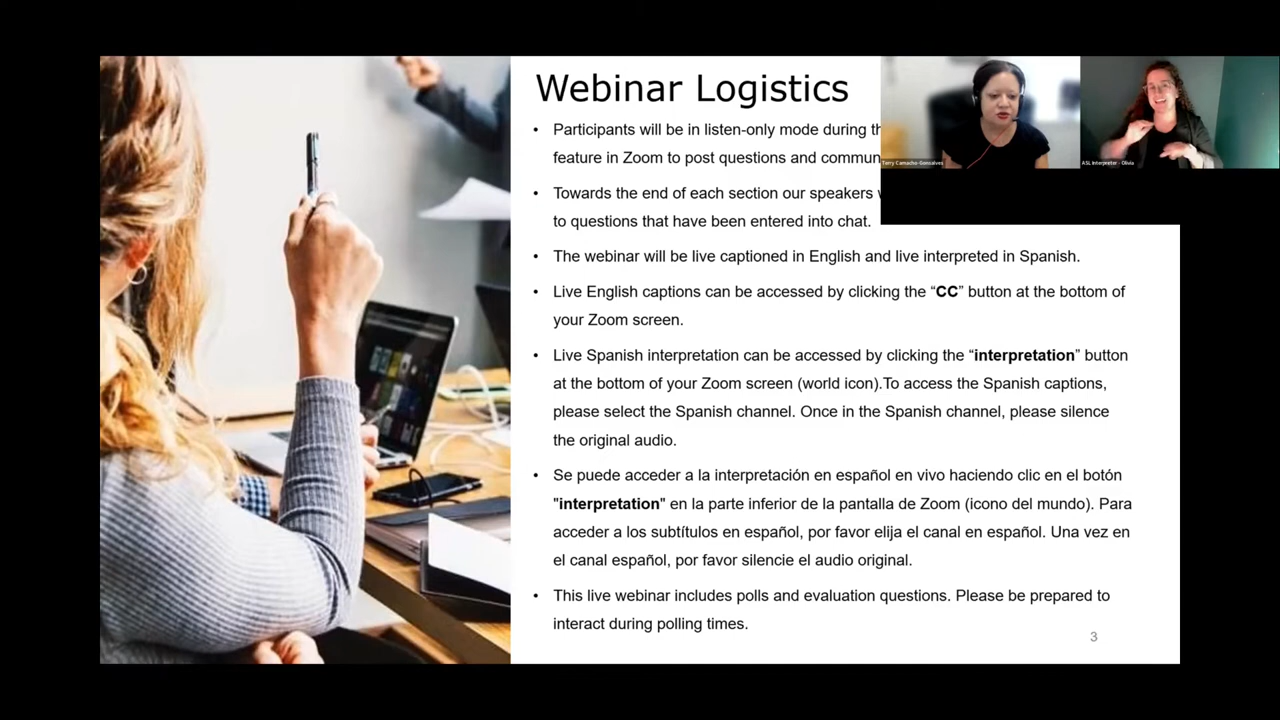 Webinar Logistics
• Participants will be in listen-only mode during th
feature in Zoom to post questions and commun
• Towards the end of each section our speakers
to questions that have been entered into chat.
• The webinar will be live captioned in English and live interpreted in Spanish.
• Live English captions can be accessed by clicking the “CC” button at the bottom of
your Zoom screen.
• Live Spanish interpretation can be accessed by clicking the “interpretation” button
at the bottom of your Zoom screen (world icon).To access the Spanish captions,
please select the Spanish channel. Once in the Spanish channel, please silence
the original audio.
• Se puede acceder a la interpretación en español en vivo haciendo clic en el botón
"interpretation" en la parte inferior de la pantalla de Zoom (icono del mundo). Para
acceder a los subtítulos en español, por favor elija el canal en español. Una vez en
el canal español, por favor silencie el audio original.
• This live webinar includes polls and evaluation questions. Please be prepared to
interact during polling times.
3
Terry Camacho-Gonsalves
ASL Interpreter - Olivia